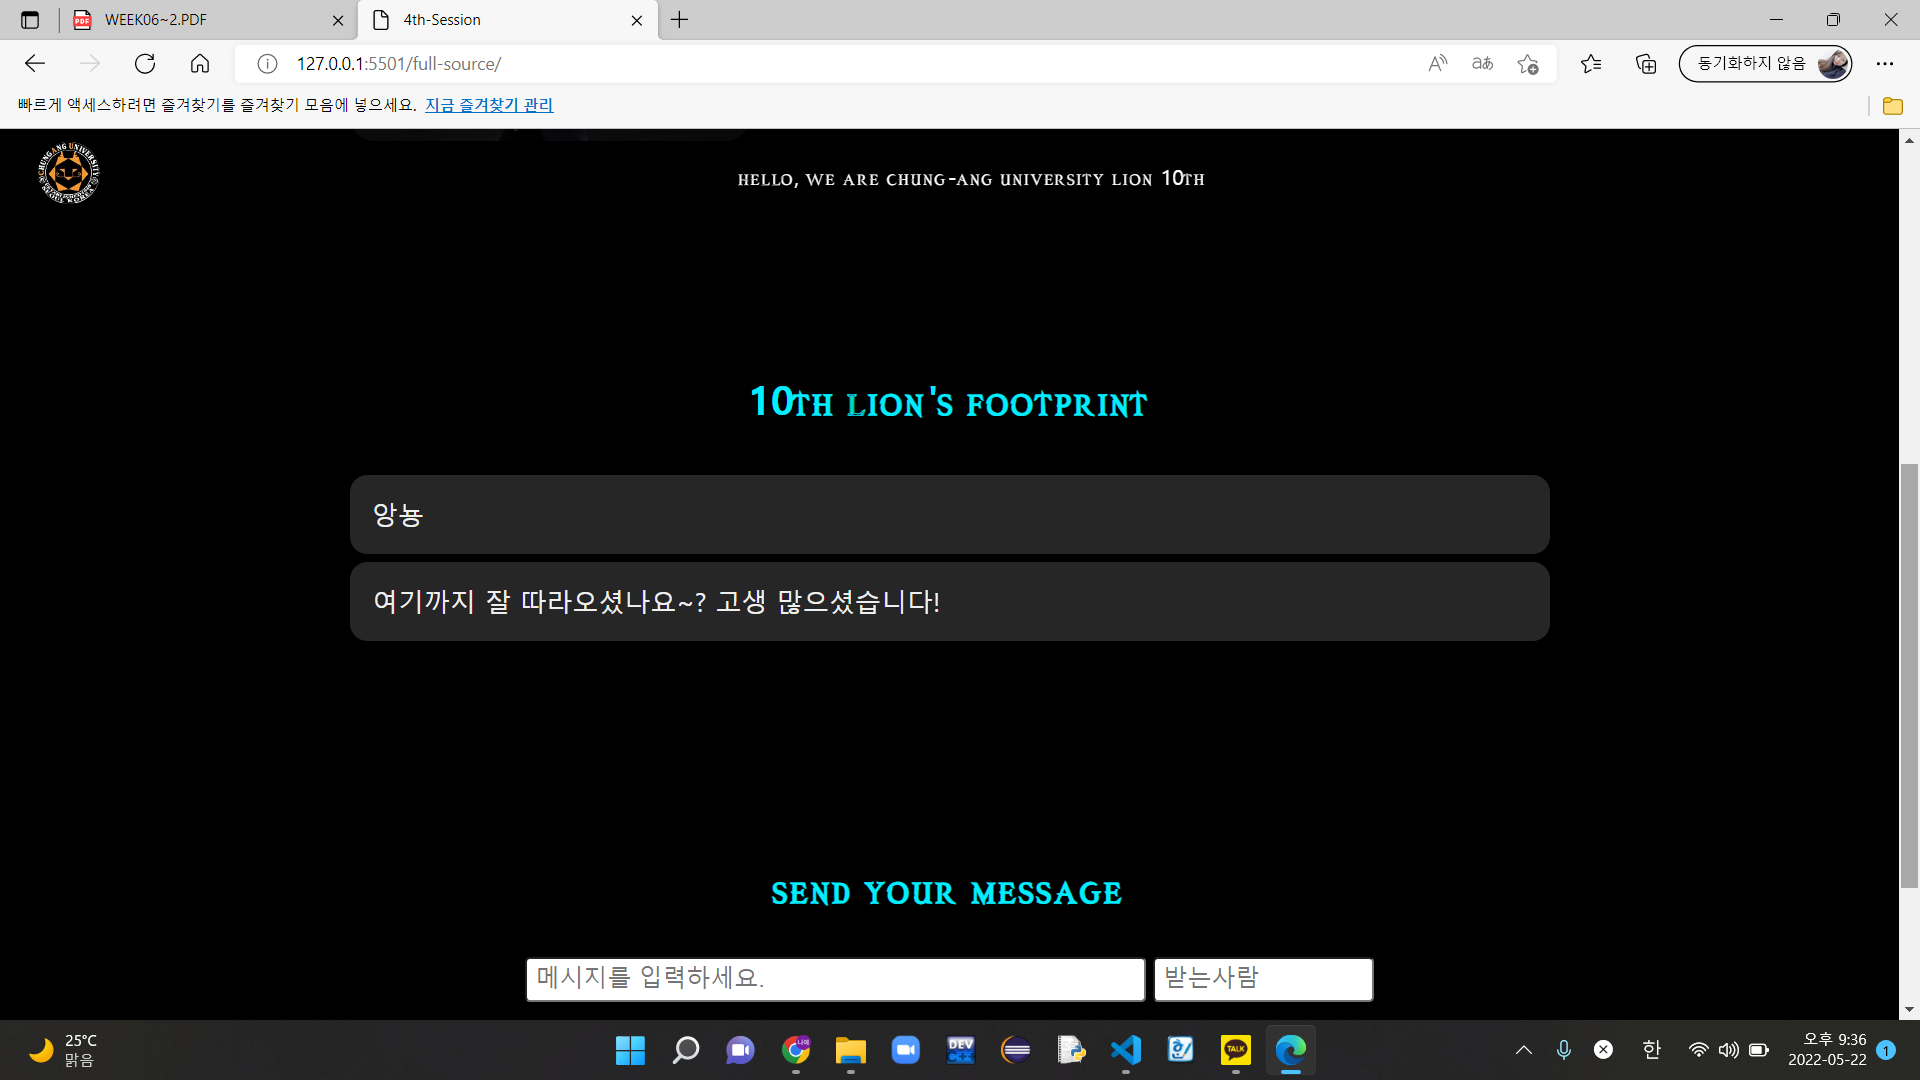 WEEK06~2.PDF
4th-Session
127.0.0.1:5501/full-source/
동기화하지 않음
빠르게 액세스하려면 즐겨찾기를 즐겨찾기 모음에 넣으세요. 지금 즐겨찾기 관리
CHUNGANG UNIVERSITY
HELLO, WE ARE CHUNG-ANG UNIVERSITY LION 10TH
10TH LION'S FOOTPRINT
앙뇽
여기까지 잘 따라오셨나요~? 고생 많으셨습니다!
SEND YOUR MESSAGE
메시지를 입력하세요.
받는사람
25°C
맑음
DEV
TALK
한
오후 9:36
2022-05-22
1